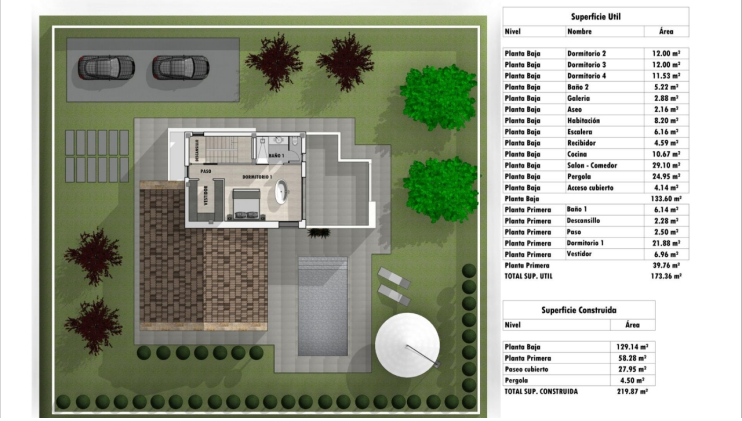 DESCANSILLO
BAÑO 1
PASO
DORMITORIO 1
VESTIDOR
Superficie Util
Nivel Nombre Área
Planta Baja Dormitorio 2 12.00 m²
Planta Baja Dormitorio 3 12.00 m²
Planta Baja Dormitorio 4 11.53 m²
Planta Baja Baño 2 5.22 m²
Planta Baja Galeria 2.88 m²
Planta Baja Aseo 2.16 m²
Planta Baja Habitación 8.20 m²
Planta Baja Escalera 6.16 m²
Planta Baja Recibidor 4.59 m²
Planta Baja Cocina 10.67 m²
Planta Baja Salon - Comedor 29.10 m²
Planta Baja Pergola 24.95 m²
Planta Baja Acceso cubierto 4.14 m²
Planta Baja 133.60 m²
Planta Primera Baño 1 6.14 m²
Planta Primera Descansillo 2.28 m²
Planta Primera Paso 2.50 m²
Planta Primera Dormitorio 1 21.88 m²
Planta Primera Vestidor 6.96 m²
Planta Primera 39.76 m²
TOTAL SUP. UTIL 173.36 m²
Superficie Construida
Nivel Área
Planta Baja 129.14 m²
Planta Primera 58.28 m²
Paseo cubierto 27.95 m²
Pergola 4.50 m²
TOTAL SUP. CONSTRUIDA 219.87 m²